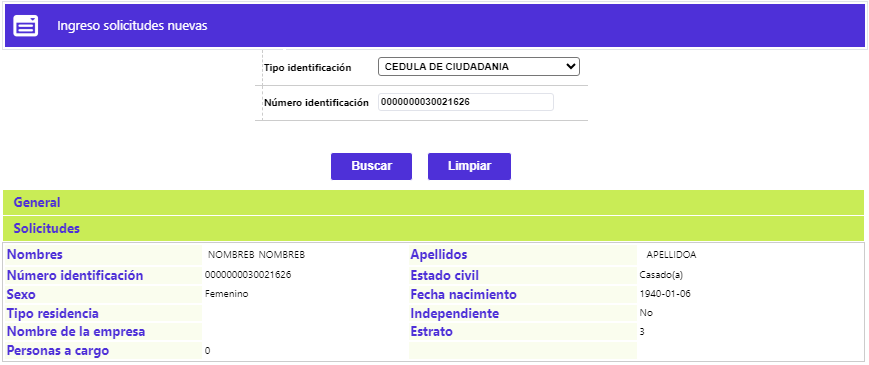 Ingreso solicitudes nuevas
Tipo identificación CEDULA DE CIUDADANIA
Número identificación 0000000030021626
Buscar Limpiar
General
Solicitudes
Nombres NOMBREB NOMBREB Apellidos APELLIDOA
Número identificación 0000000030021626 Estado civil Casado(a)
Sexo Femenino Fecha nacimiento 1940-01-06
Tipo residencia Independiente No
Nombre de la empresa Estrato 3
Personas a cargo 0